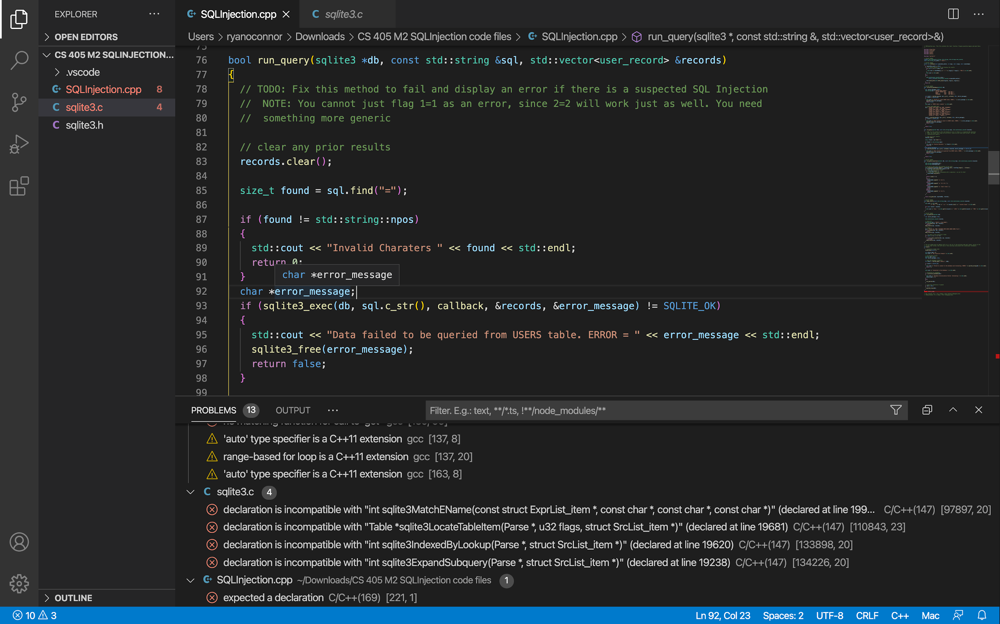 EXPLORER
OPEN EDITORS
CS 405 M2 SQLINJECTION...
.vscode
SQLInjection.cpp 8
sqlite3.c 4
sqlite3.h
OUTLINE
SQLInjection.cpp
sqlite3.c
Users > ryanoconnor > Downloads > CS 405 M2 SQLInjection code files > SQLInjection.cpp > run_query(sqlite3 *, const std::string &, std::vector<user_record>&)
75
76 bool run_query(sqlite3 *db, const std::string &sql, std::vector<user_record> &records)
77 {
78 // TODO: Fix this method to fail and display an error if there is a suspected SQL Injection
79 //  NOTE: You cannot just flag 1=1 as an error, since 2=2 will work just as well. You need
80 //  something more generic
81
82 // clear any prior results
83 records.clear();
84
85 size_t found = sql.find("=");
86
87 if (found != std::string::npos)
88 {
89 std::cout << "Invalid Charaters " << found << std::endl;
90 return 0;
91 }
char *error_message
92 char *error_message;
93 if (sqlite3_exec(db, sql.c_str(), callback, &records, &error_message) != SQLITE_OK)
94 {
95 std::cout << "Data failed to be queried from USERS table. ERROR = " << error_message << std::endl;
96 sqlite3_free(error_message);
97 return false;
98 }
99
PROBLEMS 13 OUTPUT ... Filter. E.g.: text, **/*.ts, !**/node_modules/**
'auto' type specifier is a C++11 extension gcc [137, 8]
range-based for loop is a C++11 extension gcc [137, 20]
'auto' type specifier is a C++11 extension gcc [163, 8]
sqlite3.c 4
declaration is incompatible with "int sqlite3MatchEName(const struct ExprList_item *, const char *, const char *, const char *)" (declared at line 199... C/C++(147) [97897, 20]
declaration is incompatible with "Table *sqlite3LocateTableItem(Parse *, u32 flags, struct SrcList_item *)" (declared at line 19681) C/C++(147) [110843, 23]
declaration is incompatible with "int sqlite3IndexedByLookup(Parse *, struct SrcList_item *)" (declared at line 19620) C/C++(147) [133898, 20]
declaration is incompatible with "int sqlite3ExpandSubquery(Parse *, struct SrcList_item *)" (declared at line 19238) C/C++(147) [134226, 20]
SQLInjection.cpp ~/Downloads/CS 405 M2 SQLInjection code files 1
expected a declaration C/C++(169) [221, 1]
10 3 Ln 92, Col 23 Spaces: 2 UTF-8 CRLF C++ Mac